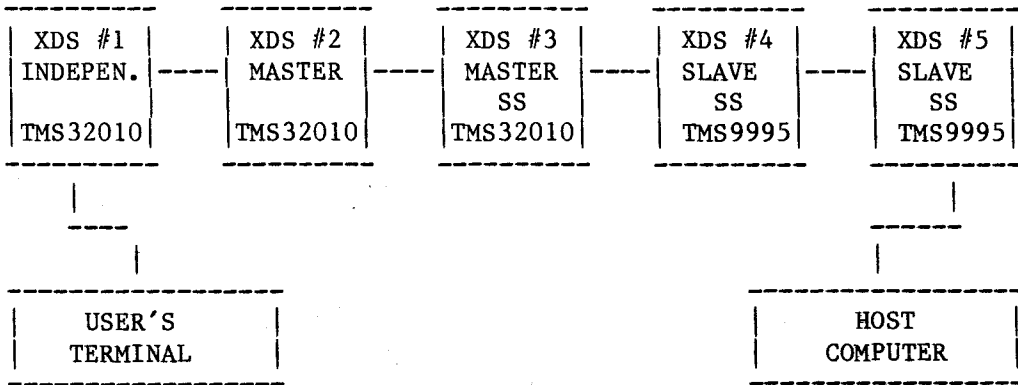 XDS #1 XDS #2 XDS #3 XDS #4 XDS #5
INDEPEN. MASTER MASTER SLAVE SLAVE
SS SS SS
TMS32010 TMS32010 TMS32010 TMS9995 TMS9995
USER'S HOST
TERMINAL COMPUTER